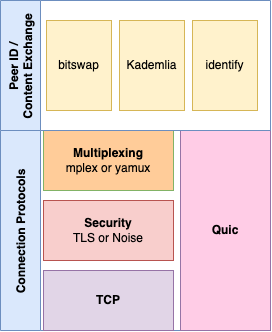 Peer ID /
Content Exchange
bitswap
Kademlia
identify
Connection Protocols
Multiplexing
mplex or yamux
Security
TLS or Noise
TCP
Quic